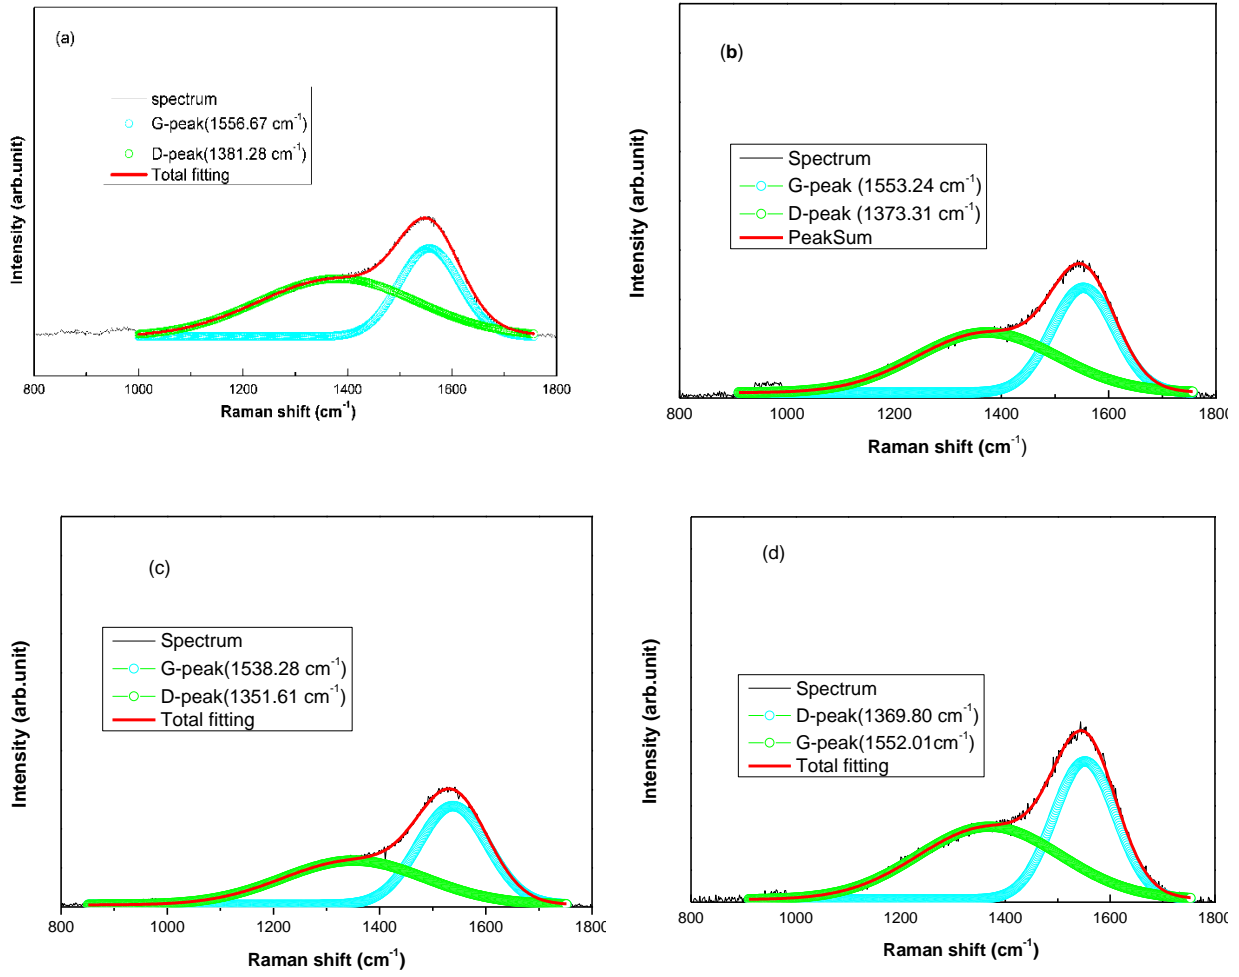 (a)
spectrum
G-peak(1556.67 cm⁻¹)
D-peak(1381.28 cm⁻¹)
Total fitting
Intensity (arb.unit)
800 1000 1200 1400 1600 1800
Raman shift (cm⁻¹)
(b)
Spectrum
G-peak (1553.24 cm⁻¹)
D-peak (1373.31 cm⁻¹)
PeakSum
Intensity (arb.unit)
800 1000 1200 1400 1600 1800
Raman shift (cm⁻¹)
(c)
Spectrum
G-peak(1538.28 cm⁻¹)
D-peak(1351.61 cm⁻¹)
Total fitting
Intensity (arb.unit)
800 1000 1200 1400 1600 1800
Raman shift (cm⁻¹)
(d)
Spectrum
D-peak(1369.80 cm⁻¹)
G-peak(1552.01cm⁻¹)
Total fitting
Intensity (arb.unit)
800 1000 1200 1400 1600 1800
Raman shift (cm⁻¹)